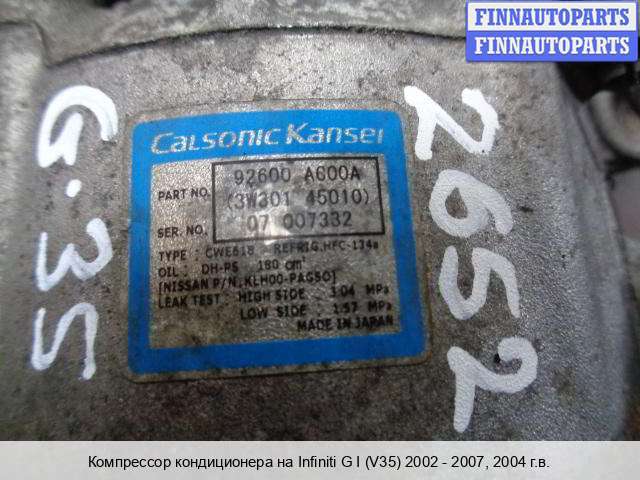 FINNAUTOPARTS
FINNAUTOPARTS
G.35
2652
CALSONIC KANSEI
PART NO. 92600 A600A
(3W301 45010)
SER. NO. 07 007332
TYPE : CWE618 REFRIG.HFC-134a
OIL : DH-PS 180 cm³
[NISSAN P/N.KLH00-PAGS0]
LEAK TEST: HIGH SIDE 3.04 MPa
LOW SIDE 1.57 MPa
MADE IN JAPAN
Компрессор кондиционера на Infiniti G I (V35) 2002 - 2007, 2004 г.в.